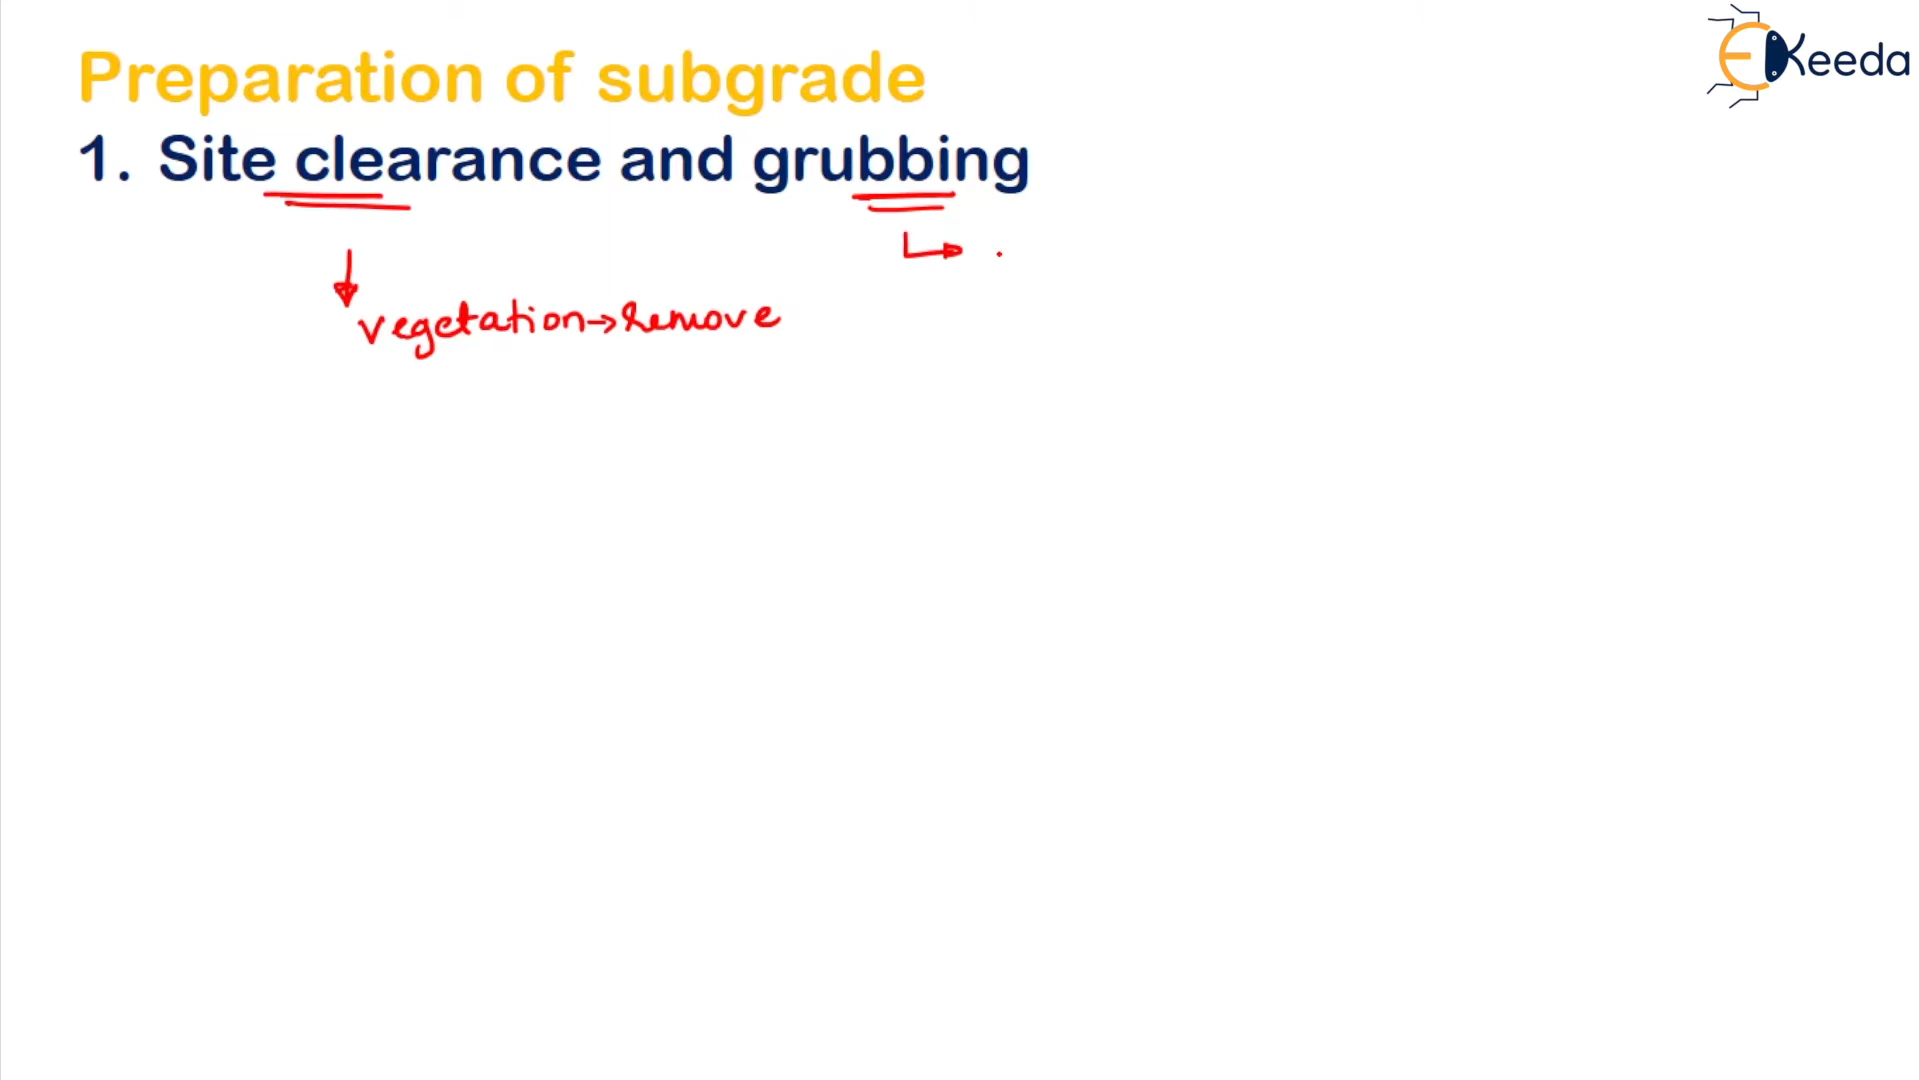 Preparation of subgrade
EKeeda
1. Site clearance and grubbing
vegetation→Remove